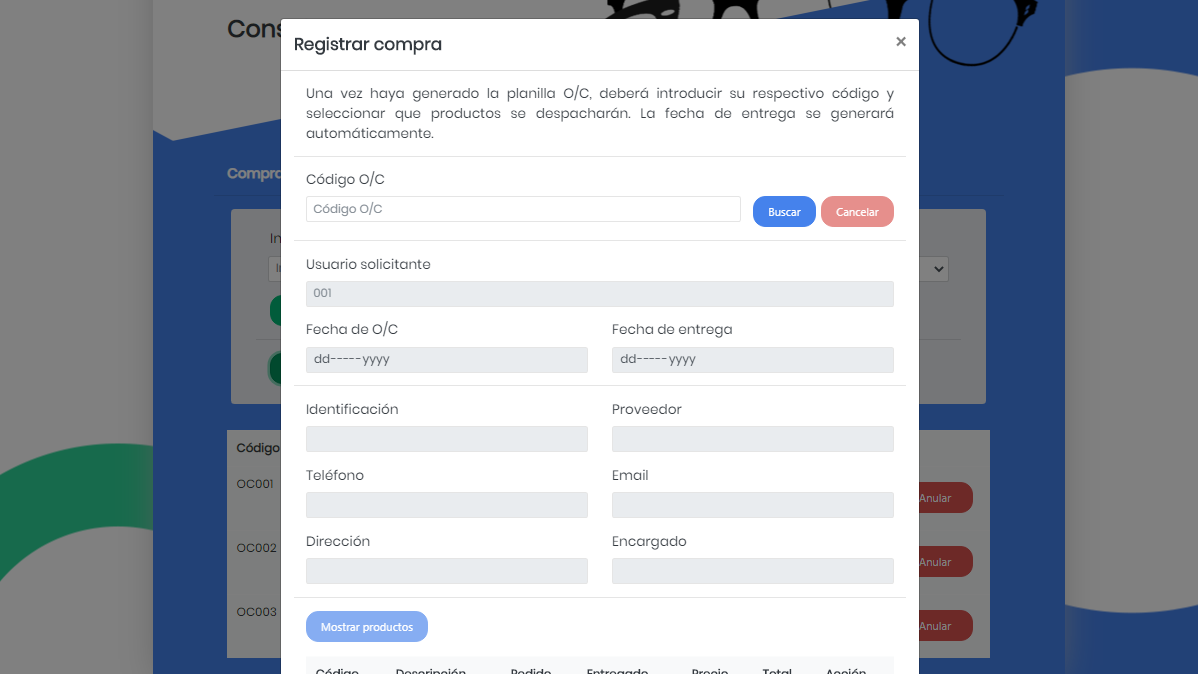 Cons
Registrar compra
×
Una vez haya generado la planilla O/C, deberá introducir su respectivo código y
seleccionar que productos se despacharán. La fecha de entrega se generará
automáticamente.
Compra
Código O/C
Código O/C
Buscar
Cancelar
In
Usuario solicitante
001
Fecha de O/C
Fecha de entrega
dd-----yyyy
dd-----yyyy
Identificación
Proveedor
Código
Teléfono
Email
OC001
Anular
Dirección
Encargado
OC002
Anular
OC003
Anular
Mostrar productos
Código Descripción Pedido Entregado Precio Total Acción